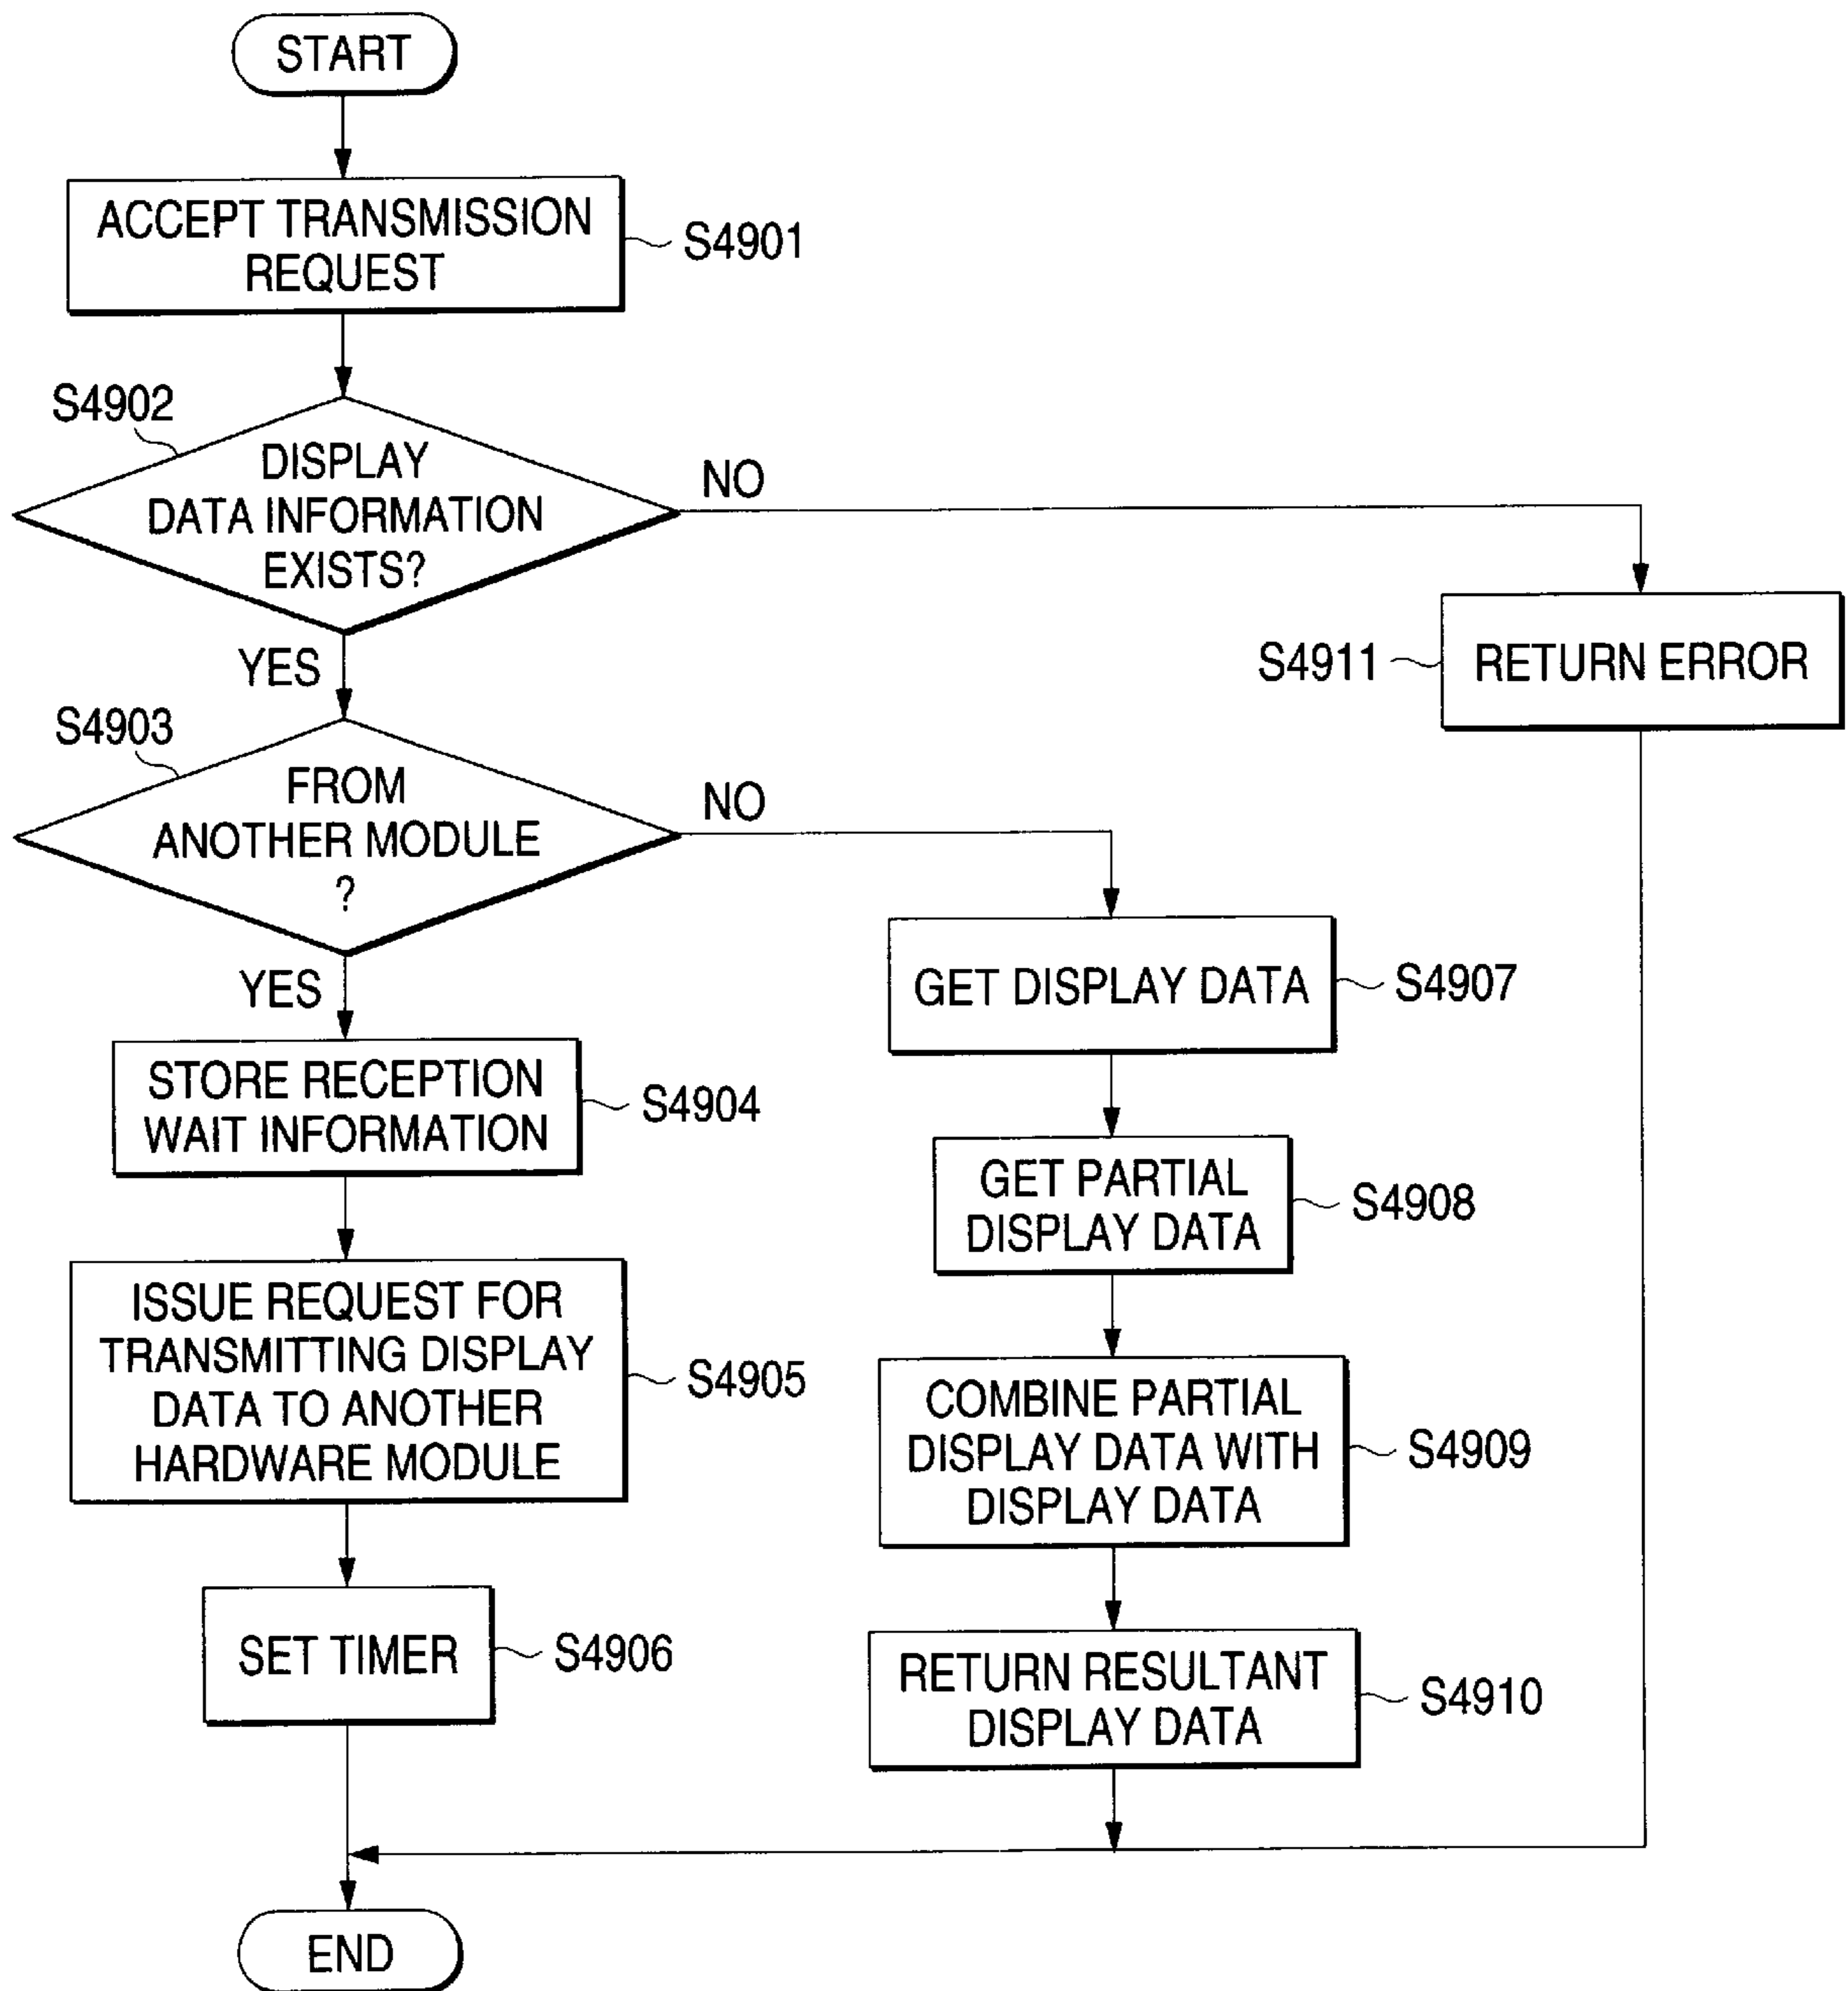 START
ACCEPT TRANSMISSION
REQUEST
S4901
S4902
DISPLAY
DATA INFORMATION
EXISTS?
NO
YES
S4911
RETURN ERROR
S4903
FROM
ANOTHER MODULE
?
NO
YES
GET DISPLAY DATA
S4907
STORE RECEPTION
WAIT INFORMATION
S4904
GET PARTIAL
DISPLAY DATA
S4908
ISSUE REQUEST FOR
TRANSMITTING DISPLAY
DATA TO ANOTHER
HARDWARE MODULE
S4905
COMBINE PARTIAL
DISPLAY DATA WITH
DISPLAY DATA
S4909
SET TIMER
S4906
RETURN RESULTANT
DISPLAY DATA
S4910
END